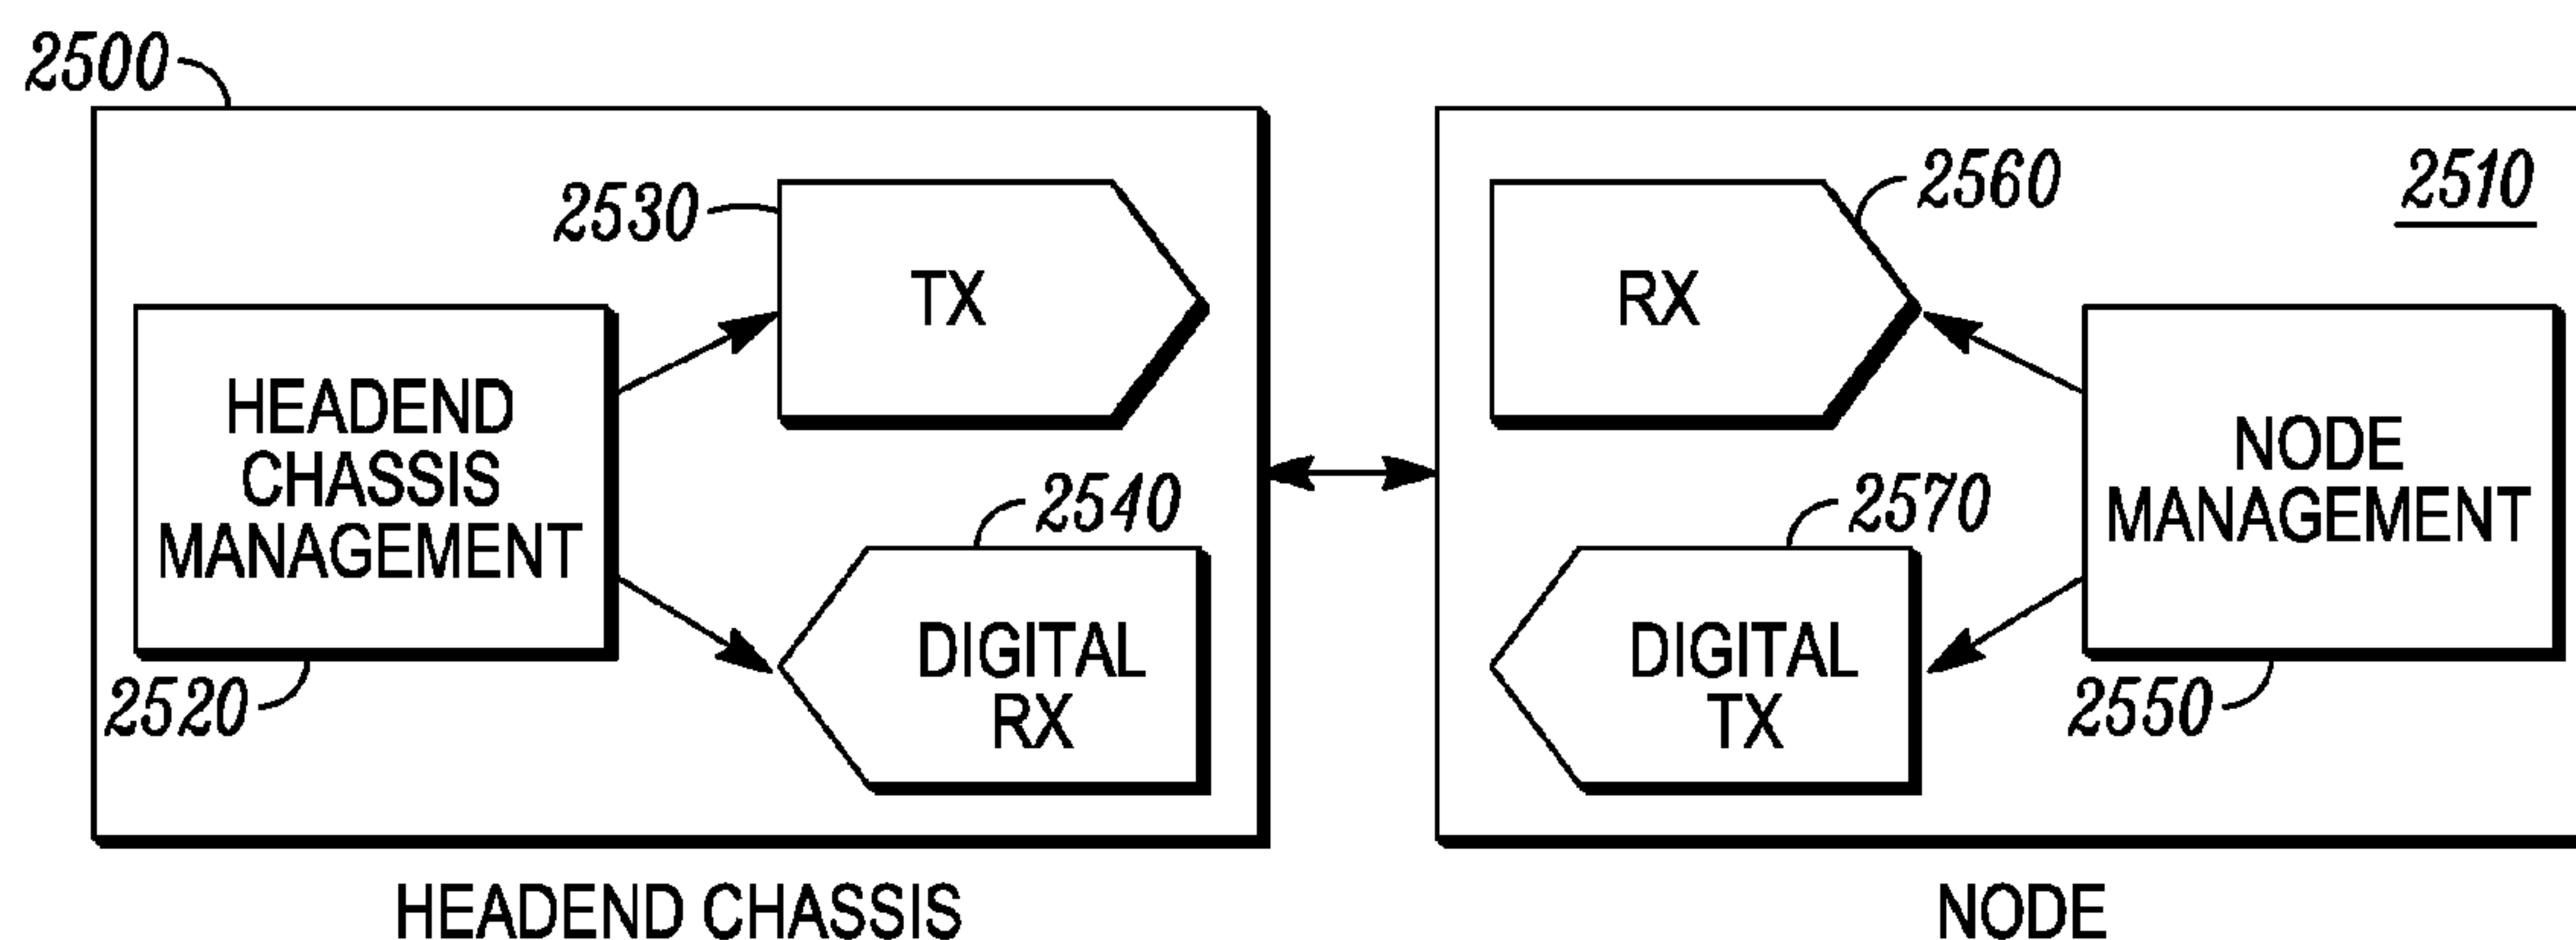 2500
2530
TX
2560
2510
RX
HEADEND
CHASSIS
MANAGEMENT
NODE
MANAGEMENT
2540
2570
DIGITAL
RX
DIGITAL
TX
2520
2550
HEADEND CHASSIS
NODE